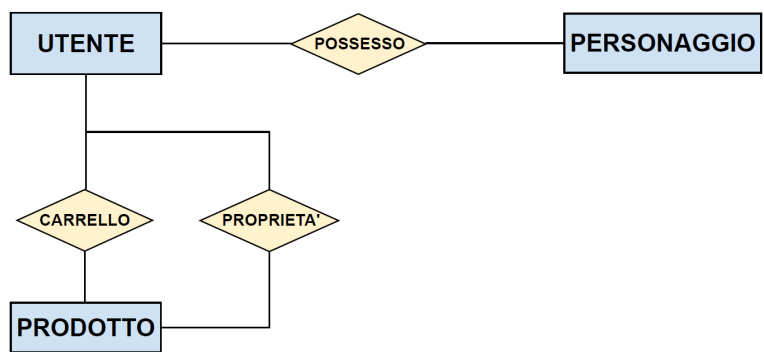 UTENTE
POSSESSO
PERSONAGGIO
CARRELLO
PROPRIETA'
PRODOTTO